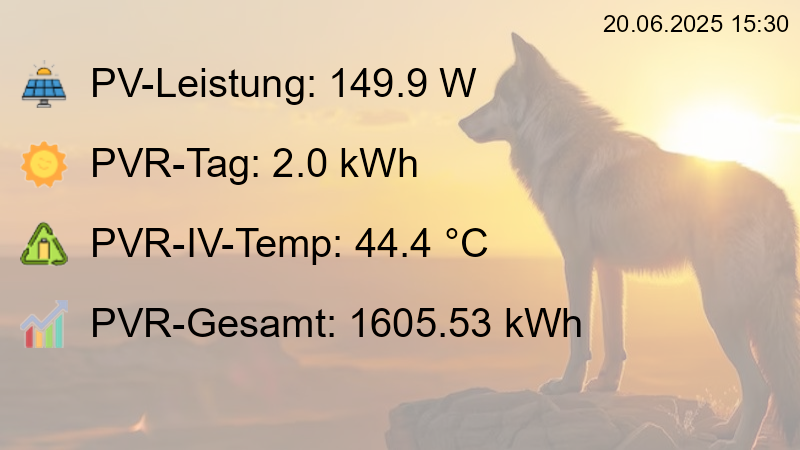 20.06.2025 15:30
PV-Leistung: 149.9 W
PVR-Tag: 2.0 kWh
PVR-IV-Temp: 44.4 °C
PVR-Gesamt: 1605.53 kWh